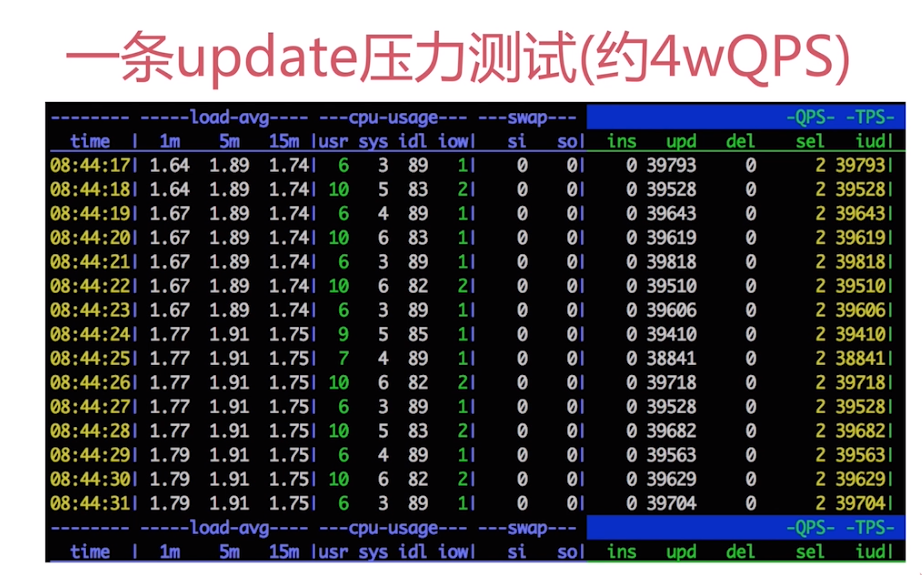 一条update压力测试(约4wQPS)
-------- -----load-avg---- ---cpu-usage--- ---swap--- -QPS- -TPS-
time | 1m 5m 15m |usr sys idl iow| si so| ins upd del sel iud|
08:44:17| 1.64 1.89 1.74| 6 3 89 1| 0 0| 0 39793 0 2 39793|
08:44:18| 1.64 1.89 1.74| 10 5 83 2| 0 0| 0 39528 0 2 39528|
08:44:19| 1.67 1.89 1.74| 6 4 89 1| 0 0| 0 39643 0 2 39643|
08:44:20| 1.67 1.89 1.74| 10 6 83 1| 0 0| 0 39619 0 2 39619|
08:44:21| 1.67 1.89 1.74| 6 3 89 1| 0 0| 0 39818 0 2 39818|
08:44:22| 1.67 1.89 1.74| 10 6 82 2| 0 0| 0 39510 0 2 39510|
08:44:23| 1.67 1.89 1.74| 6 3 89 1| 0 0| 0 39606 0 2 39606|
08:44:24| 1.77 1.91 1.75| 9 5 85 1| 0 0| 0 39410 0 2 39410|
08:44:25| 1.77 1.91 1.75| 7 4 89 1| 0 0| 0 38841 0 2 38841|
08:44:26| 1.77 1.91 1.75| 10 6 82 2| 0 0| 0 39718 0 2 39718|
08:44:27| 1.77 1.91 1.75| 6 3 89 1| 0 0| 0 39528 0 2 39528|
08:44:28| 1.77 1.91 1.75| 10 5 83 2| 0 0| 0 39682 0 2 39682|
08:44:29| 1.79 1.91 1.75| 6 4 89 1| 0 0| 0 39563 0 2 39563|
08:44:30| 1.79 1.91 1.75| 10 6 82 2| 0 0| 0 39629 0 2 39629|
08:44:31| 1.79 1.91 1.75| 6 3 89 1| 0 0| 0 39704 0 2 39704|
-------- -----load-avg---- ---cpu-usage--- ---swap--- -QPS- -TPS-
time | 1m 5m 15m |usr sys idl iow| si so| ins upd del sel iud|